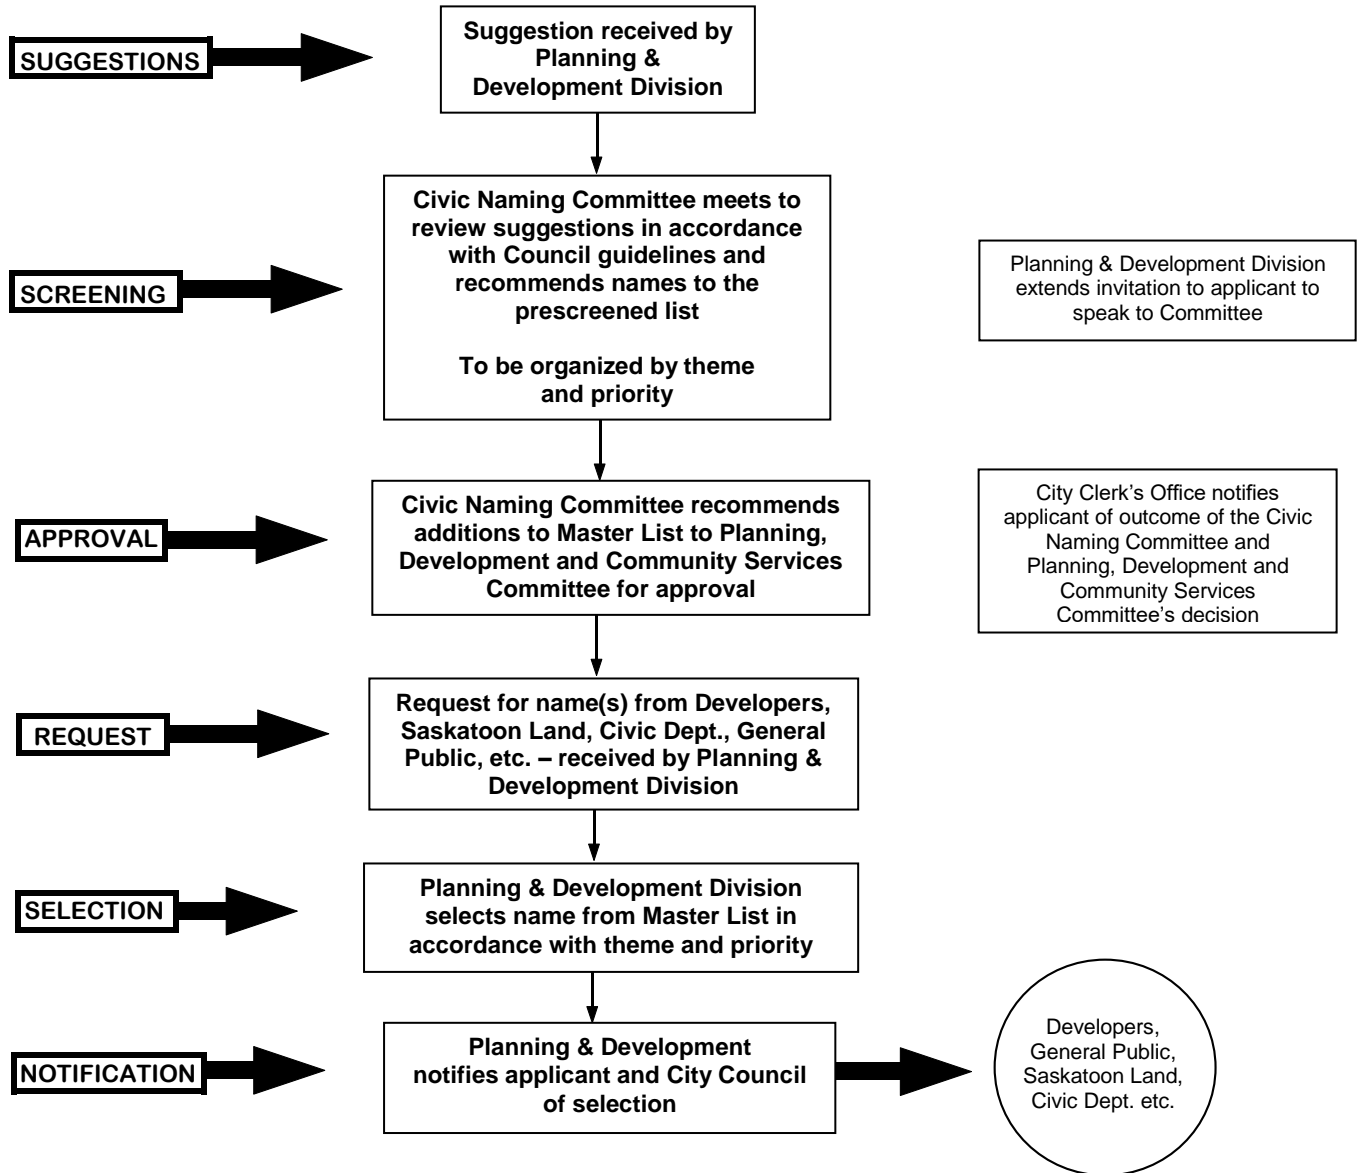 SUGGESTIONS
Suggestion received by
Planning &
Development Division
SCREENING
Civic Naming Committee meets to
review suggestions in accordance
with Council guidelines and
recommends names to the
prescreened list
To be organized by theme
and priority
Planning & Development Division
extends invitation to applicant to
speak to Committee
APPROVAL
Civic Naming Committee recommends
additions to Master List to Planning,
Development and Community Services
Committee for approval
City Clerk’s Office notifies
applicant of outcome of the Civic
Naming Committee and
Planning, Development and
Community Services
Committee’s decision
REQUEST
Request for name(s) from Developers,
Saskatoon Land, Civic Dept., General
Public, etc. – received by Planning &
Development Division
SELECTION
Planning & Development Division
selects name from Master List in
accordance with theme and priority
NOTIFICATION
Planning & Development
notifies applicant and City Council
of selection
Developers,
General Public,
Saskatoon Land,
Civic Dept. etc.